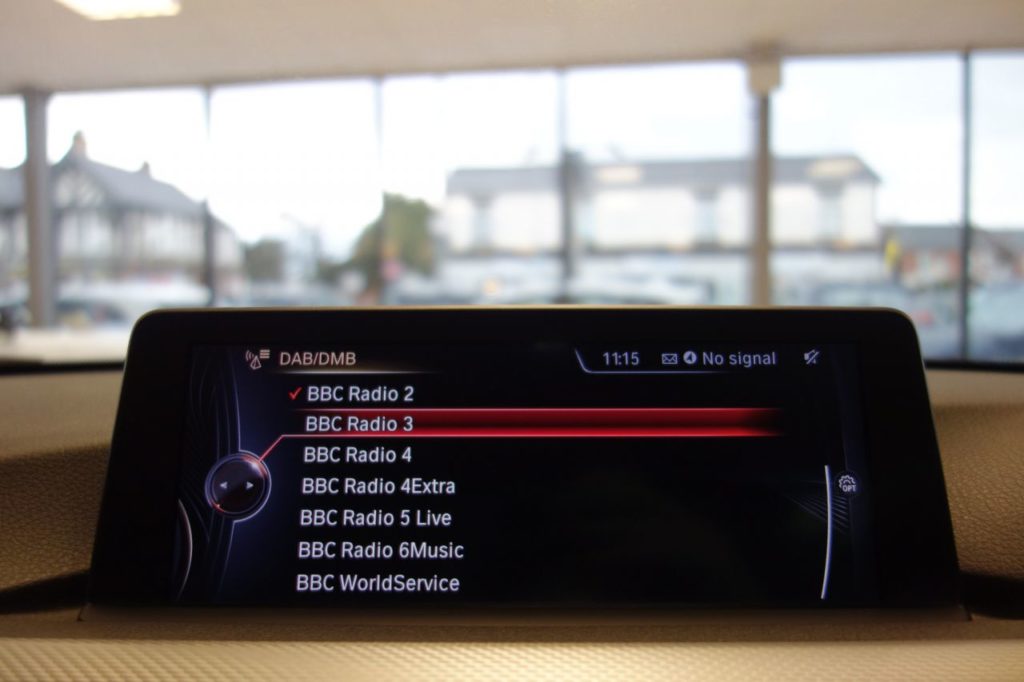 DAB/DMB 11:15 No signal
BBC Radio 2
BBC Radio 3
BBC Radio 4
BBC Radio 4Extra
OPT
BBC Radio 5 Live
BBC Radio 6Music
BBC WorldService